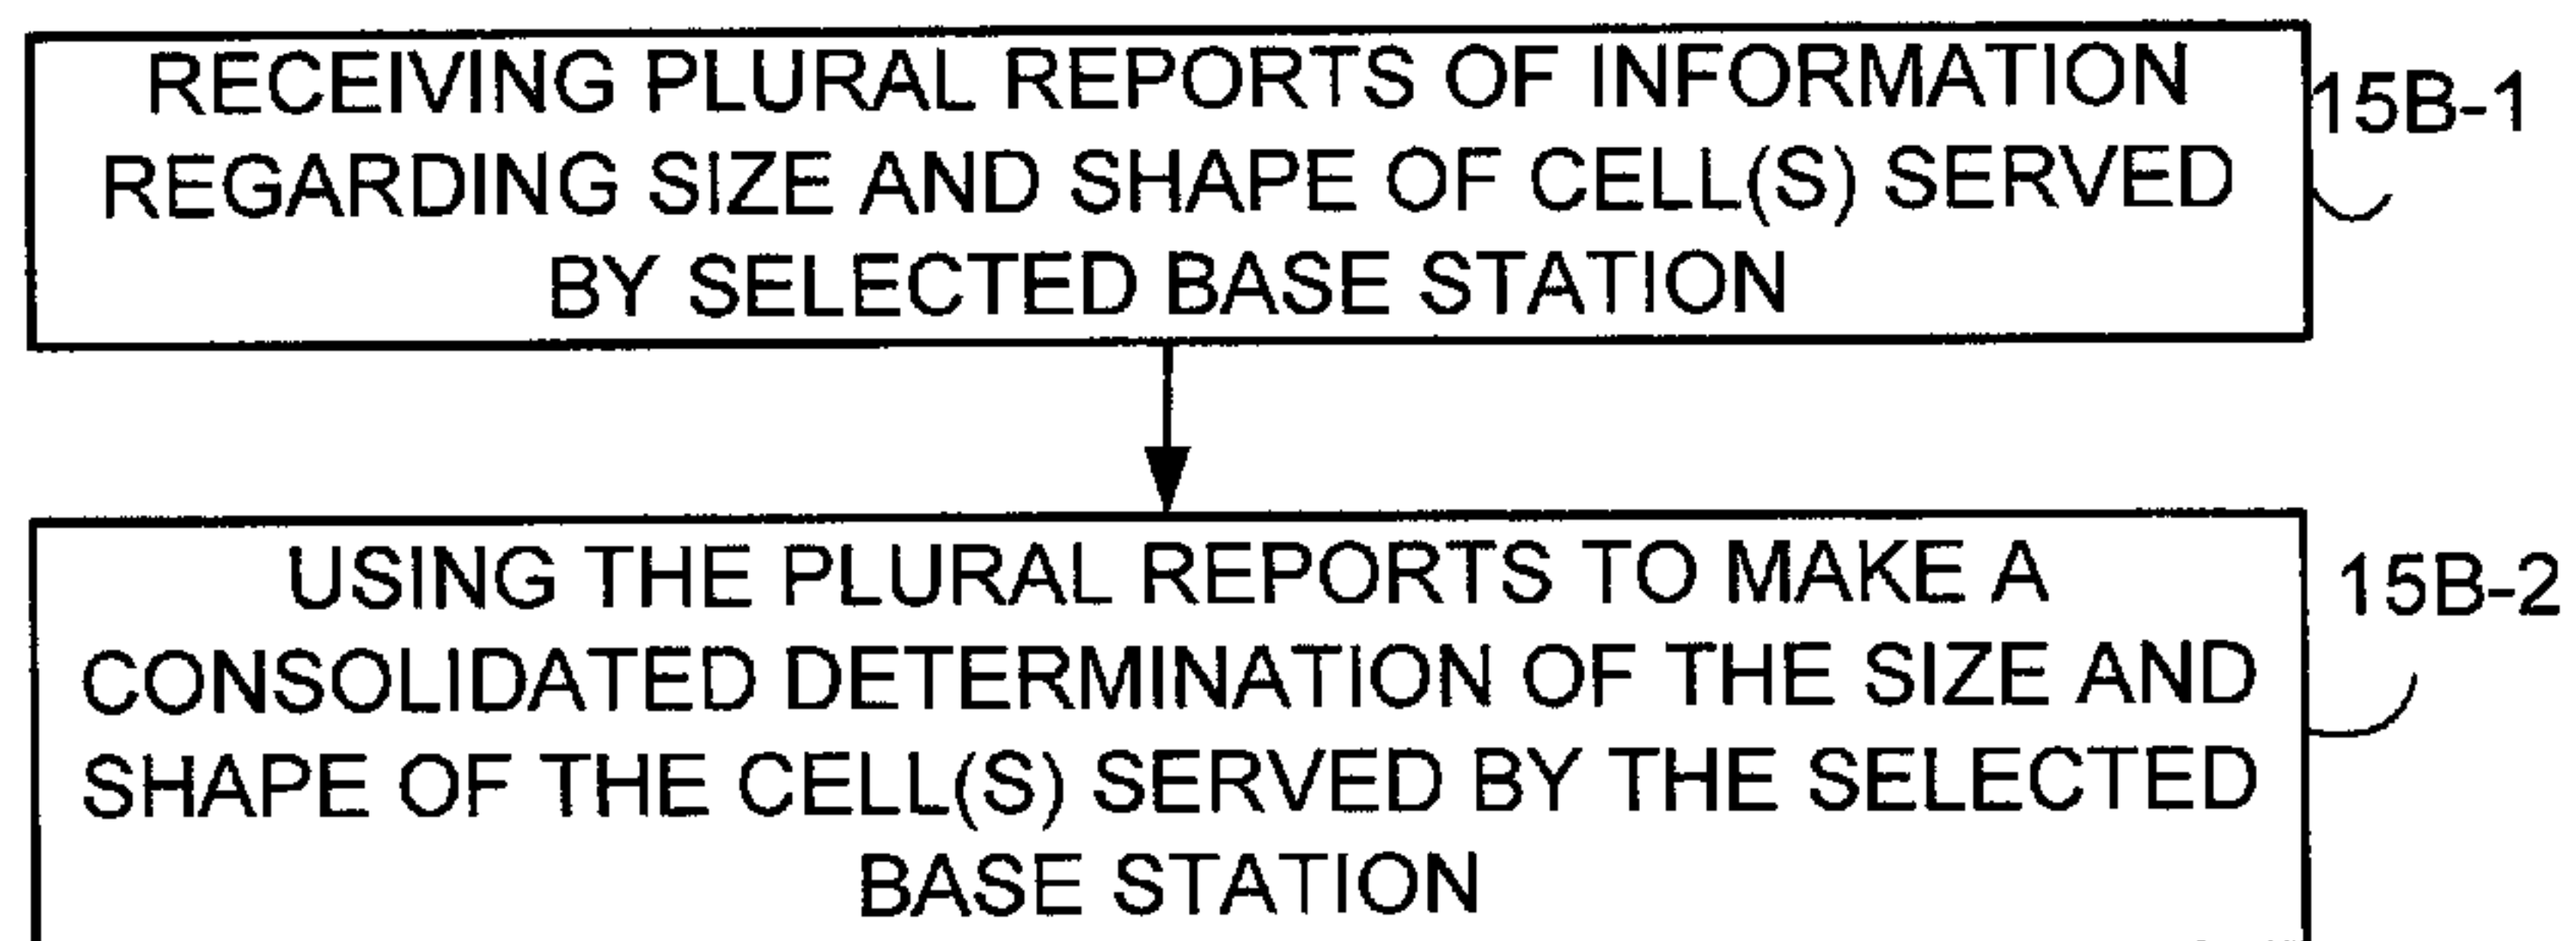 RECEIVING PLURAL REPORTS OF INFORMATION
REGARDING SIZE AND SHAPE OF CELL(S) SERVED
BY SELECTED BASE STATION
15B-1
USING THE PLURAL REPORTS TO MAKE A
CONSOLIDATED DETERMINATION OF THE SIZE AND
SHAPE OF THE CELL(S) SERVED BY THE SELECTED
BASE STATION
15B-2